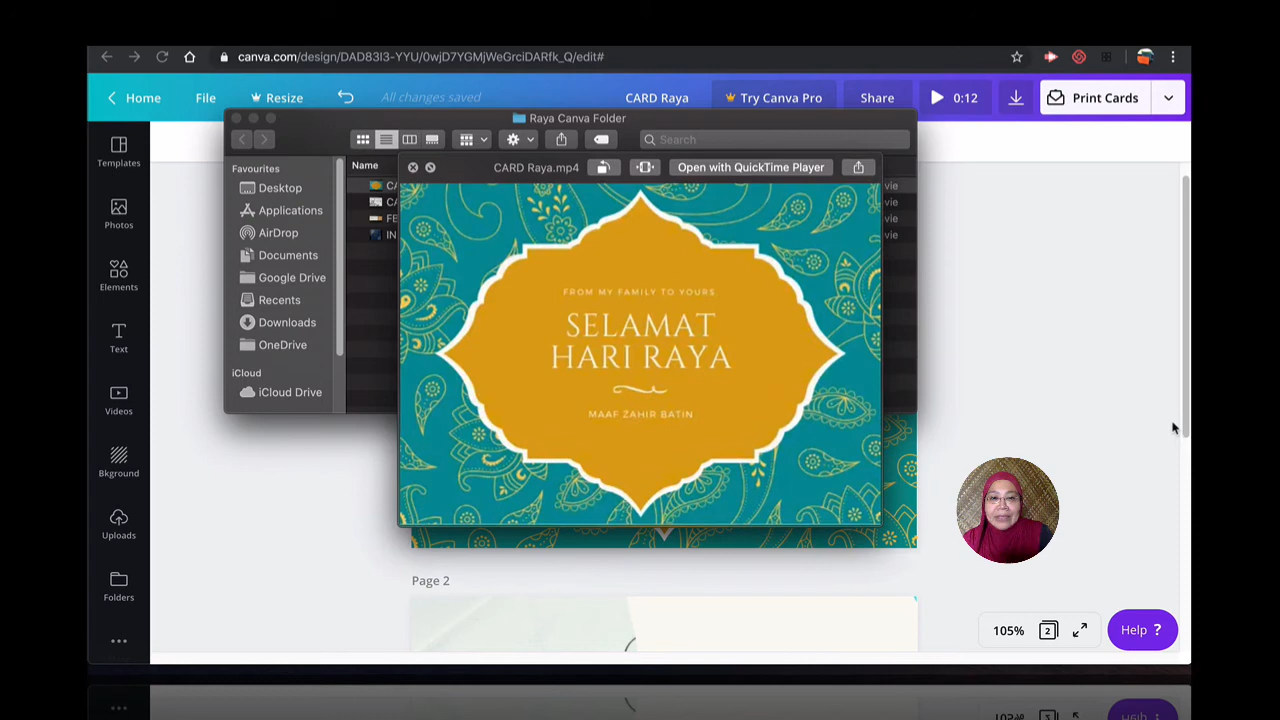 canva.com/design/DAD83I3-YYU/0wjD7YGMjWeGrciDARfk_Q/edit#
Home
File
Resize
All changes saved
CARD Raya
Try Canva Pro
Share
0:12
Print Cards
Raya Canva Folder
Search
Templates
Photos
Elements
Text
Videos
Bkground
Uploads
Folders
Favourites
Desktop
Applications
AirDrop
Documents
Google Drive
Recents
Downloads
OneDrive
iCloud
iCloud Drive
Name
CARD Raya.mp4
Open with QuickTime Player
FROM MY FAMILY TO YOURS
SELAMAT
HARI RAYA
MAAF ZAHIR BATIN
Page 2
105%
2
Help ?